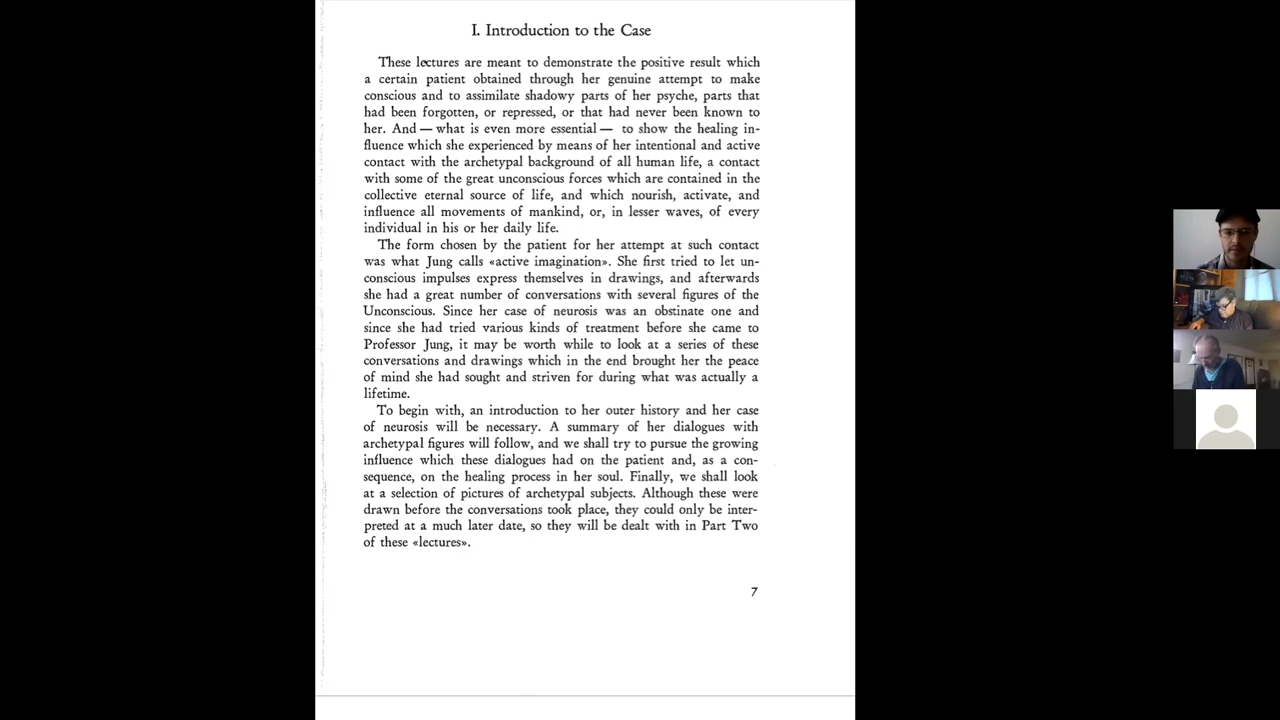 I. Introduction to the Case
These lectures are meant to demonstrate the positive result which
a certain patient obtained through her genuine attempt to make
conscious and to assimilate shadowy parts of her psyche, parts that
had been forgotten, or repressed, or that had never been known to
her. And — what is even more essential — to show the healing in-
fluence which she experienced by means of her intentional and active
contact with the archetypal background of all human life, a contact
with some of the great unconscious forces which are contained in the
collective eternal source of life, and which nourish, activate, and
influence all movements of mankind, or, in lesser waves, of every
individual in his or her daily life.
The form chosen by the patient for her attempt at such contact
was what Jung calls «active imagination». She first tried to let un-
conscious impulses express themselves in drawings, and afterwards
she had a great number of conversations with several figures of the
Unconscious. Since her case of neurosis was an obstinate one and
since she had tried various kinds of treatment before she came to
Professor Jung, it may be worth while to look at a series of these
conversations and drawings which in the end brought her the peace
of mind she had sought and striven for during what was actually a
lifetime.
To begin with, an introduction to her outer history and her case
of neurosis will be necessary. A summary of her dialogues with
archetypal figures will follow, and we shall try to pursue the growing
influence which these dialogues had on the patient and, as a con-
sequence, on the healing process in her soul. Finally, we shall look
at a selection of pictures of archetypal subjects. Although these were
drawn before the conversations took place, they could only be inter-
preted at a much later date, so they will be dealt with in Part Two
of these «lectures».
7